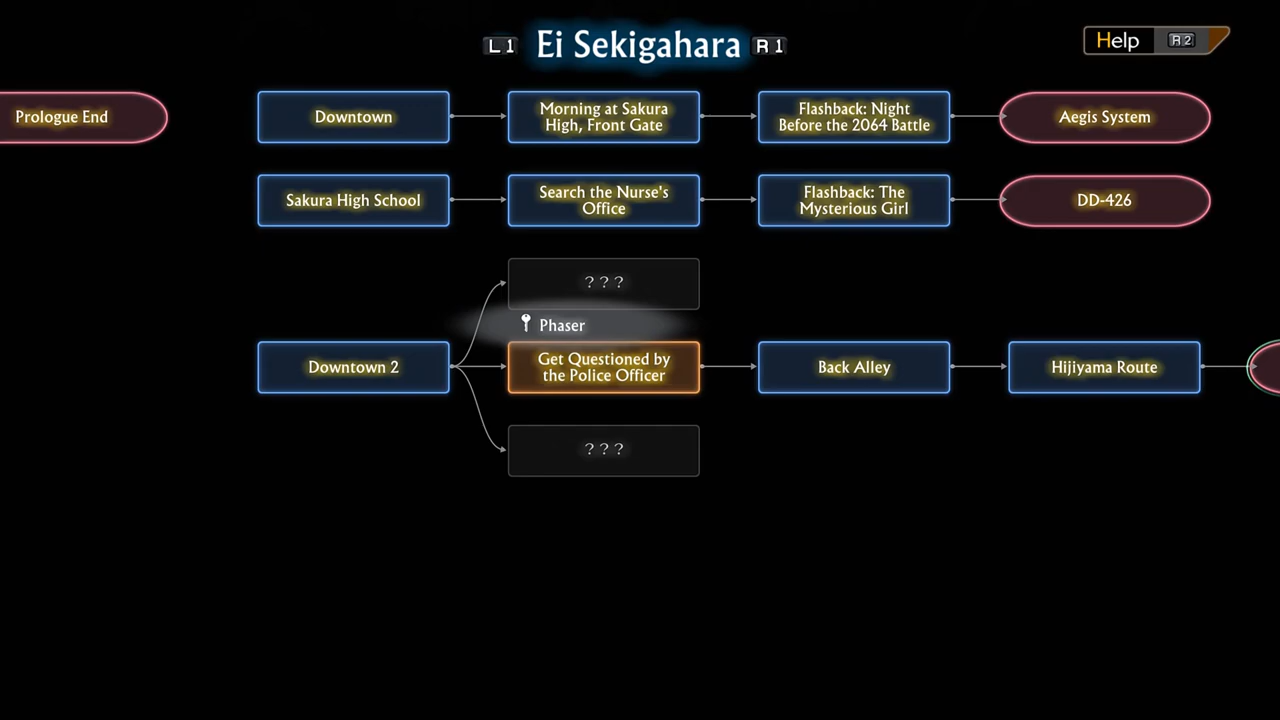 L1 Ei Sekigahara R1
Help R2
Prologue End
Downtown
Morning at Sakura
High, Front Gate
Flashback: Night
Before the 2064 Battle
Aegis System
Sakura High School
Search the Nurse's
Office
Flashback: The
Mysterious Girl
DD-426
? ? ?
Phaser
Downtown 2
Get Questioned by
the Police Officer
Back Alley
Hijiyama Route
? ? ?